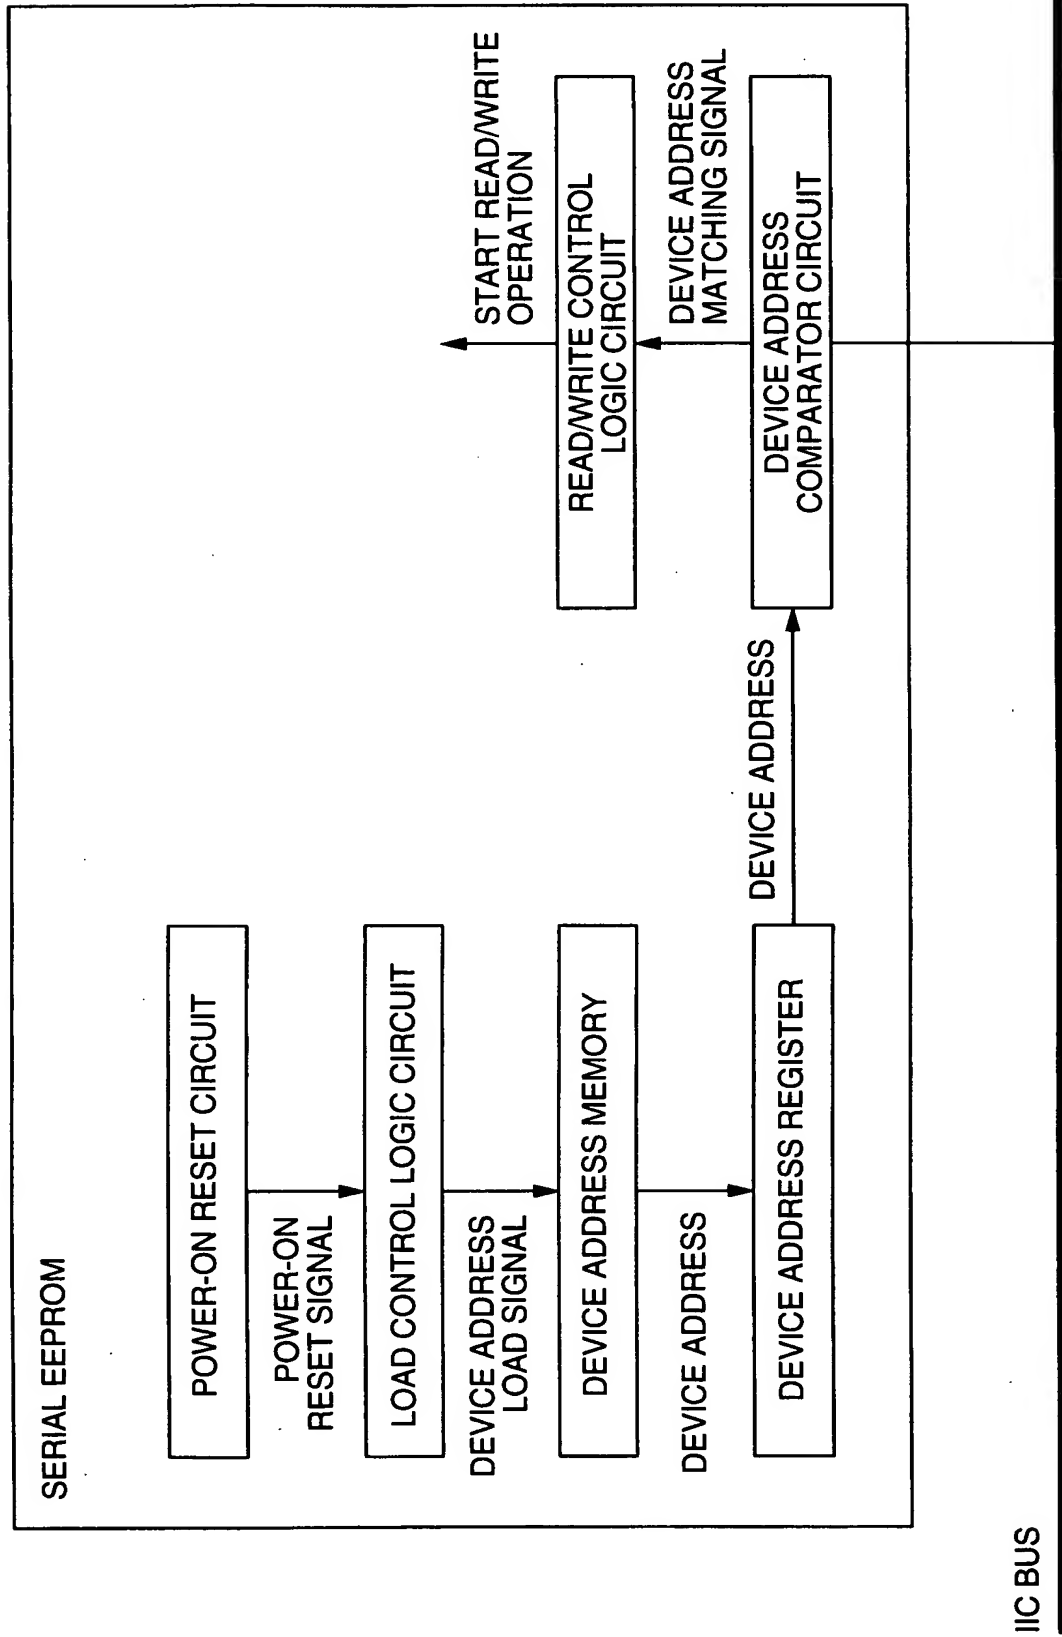 SERIAL EEPROM
POWER-ON RESET CIRCUIT
POWER-ON
RESET SIGNAL
LOAD CONTROL LOGIC CIRCUIT
DEVICE ADDRESS
LOAD SIGNAL
DEVICE ADDRESS MEMORY
DEVICE ADDRESS
DEVICE ADDRESS REGISTER
DEVICE ADDRESS
START READ/WRITE
OPERATION
READ/WRITE CONTROL
LOGIC CIRCUIT
DEVICE ADDRESS
MATCHING SIGNAL
DEVICE ADDRESS
COMPARATOR CIRCUIT
IIC BUS